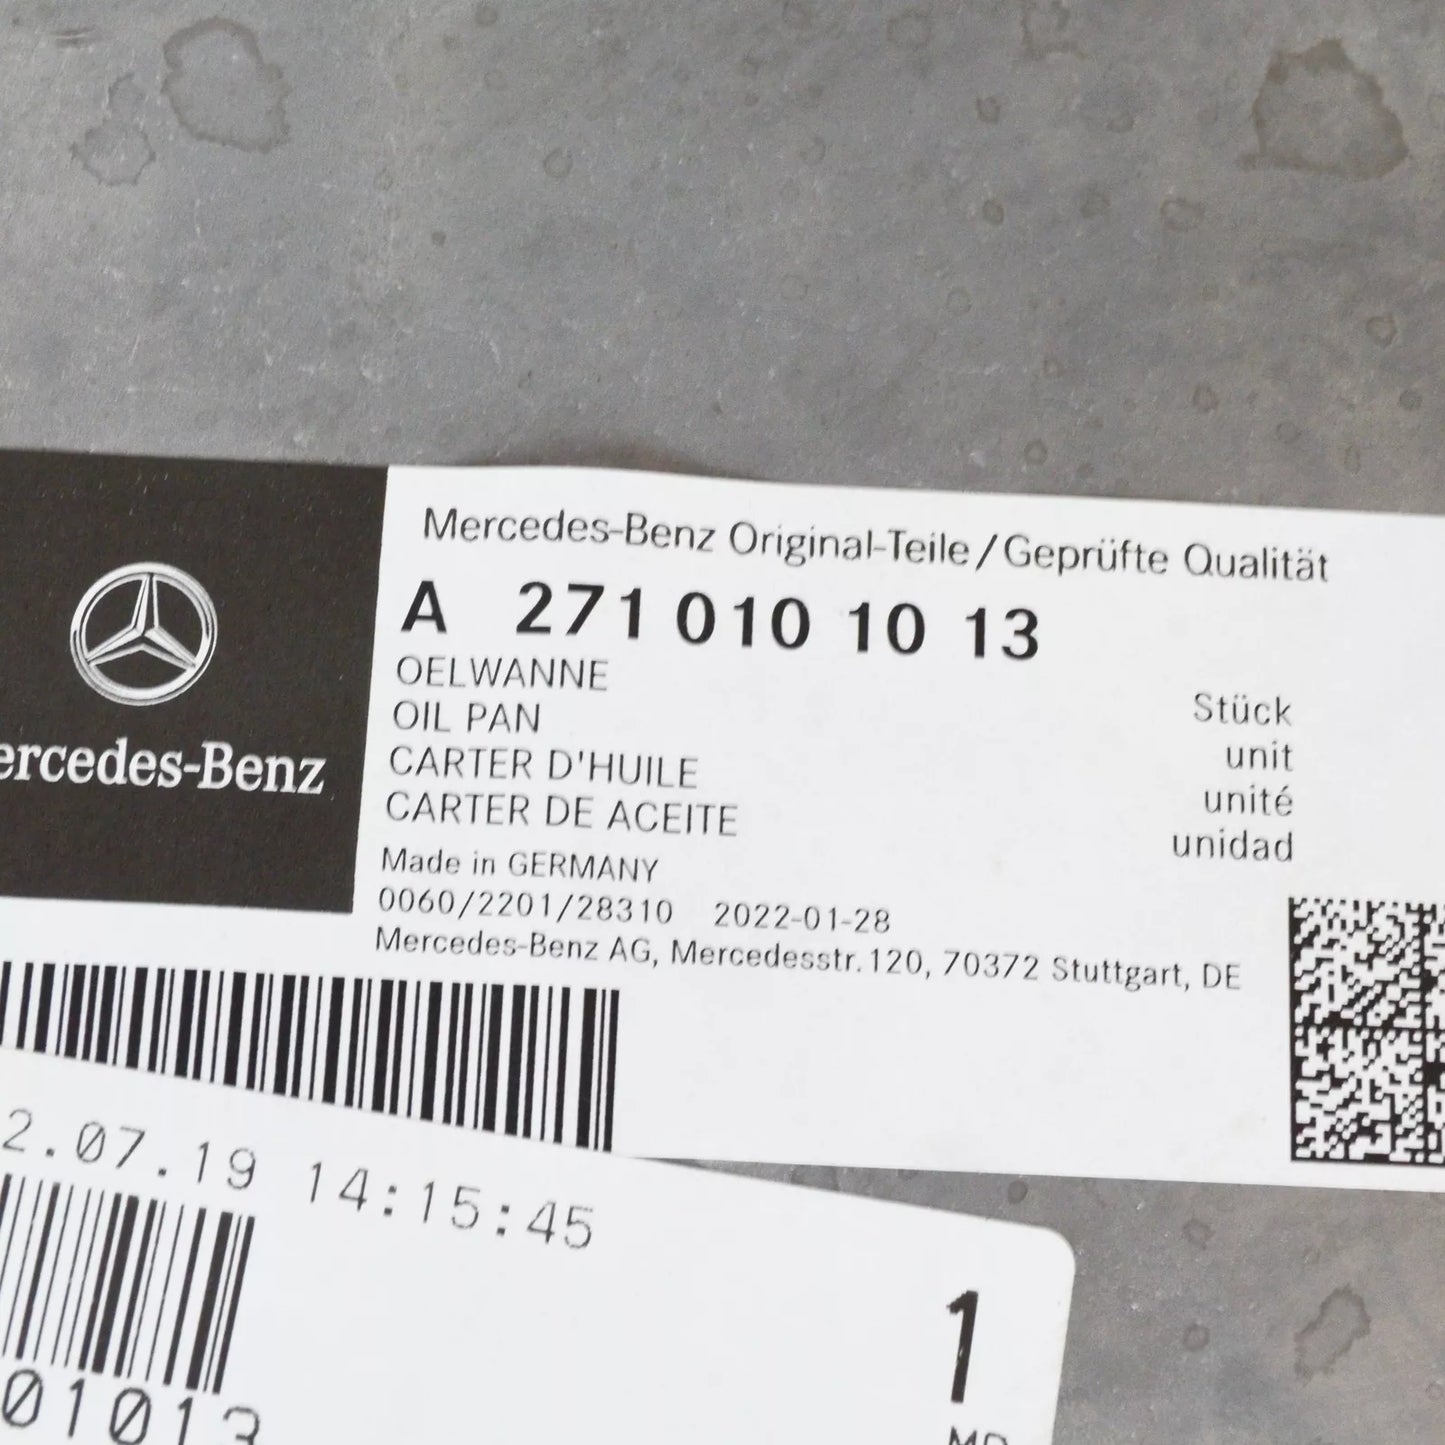 Mercedes-Benz Original-Teile/Geprüfte Qualität
A 271 010 10 13
OELWANNE
OIL PAN
CARTER D'HUILE
CARTER DE ACEITE
Stück
unit
unité
unidad
ercedes-Benz
Made in GERMANY
0060/2201/28310 2022-01-28
Mercedes-Benz AG, Mercedesstr.120, 70372 Stuttgart, DE
2.07.19 14:15:45
1
01013